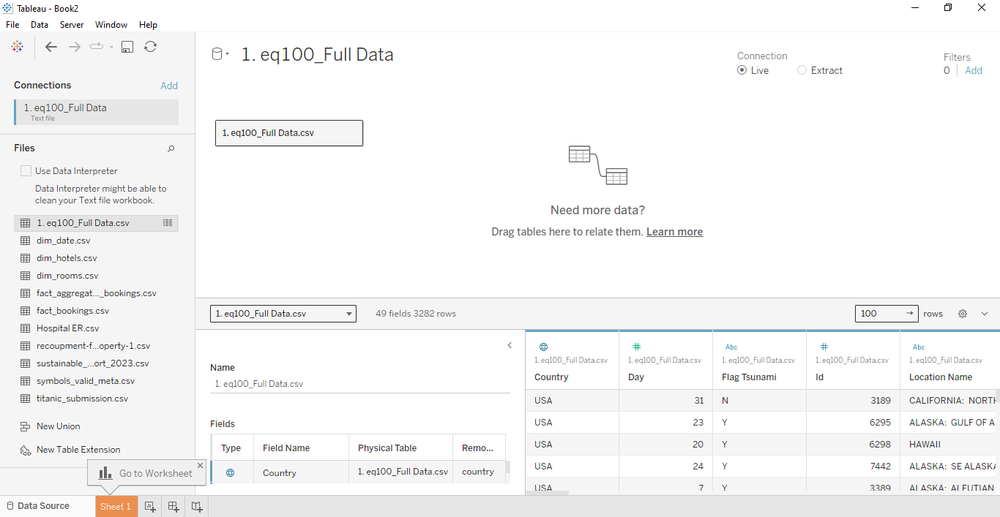 Tableau - Book2
File Data Server Window Help
1. eq100_Full Data
Connection
Live Extract
Filters
0 Add
Connections Add
1. eq100_Full Data
Text file
Files
Use Data Interpreter
Data Interpreter might be able to
clean your Text file workbook.
1. eq100_Full Data.csv
dim_date.csv
dim_hotels.csv
dim_rooms.csv
fact_aggregat..._bookings.csv
fact_bookings.csv
Hospital ER.csv
recoupment-f...operty-1.csv
sustainable_...ort_2023.csv
symbols_valid_meta.csv
titanic_submission.csv
New Union
New Table Extension
Go to Worksheet
1. eq100_Full Data.csv
Need more data?
Drag tables here to relate them. Learn more
1. eq100_Full Data.csv 49 fields 3282 rows 100 rows
Name
1. eq100_Full Data.csv
Fields
Type Field Name Physical Table Remo...
Country 1. eq100_Full Data.csv country
# Abc # Abc
1. eq100_Full Data.csv 1. eq100_Full Data.csv 1. eq100_Full Data.csv 1. eq100_Full Data.csv 1. eq100_Full Data.csv
Country Day Flag Tsunami Id Location Name
USA 31 N 3189 CALIFORNIA: NORTH
USA 23 Y 6295 ALASKA: GULF OF A
USA 20 Y 6298 HAWAII
USA 24 Y 7442 ALASKA: SE ALASKA
USA 7 Y 3389 ALASKA: ALEUTIAN
Data Source Sheet 1